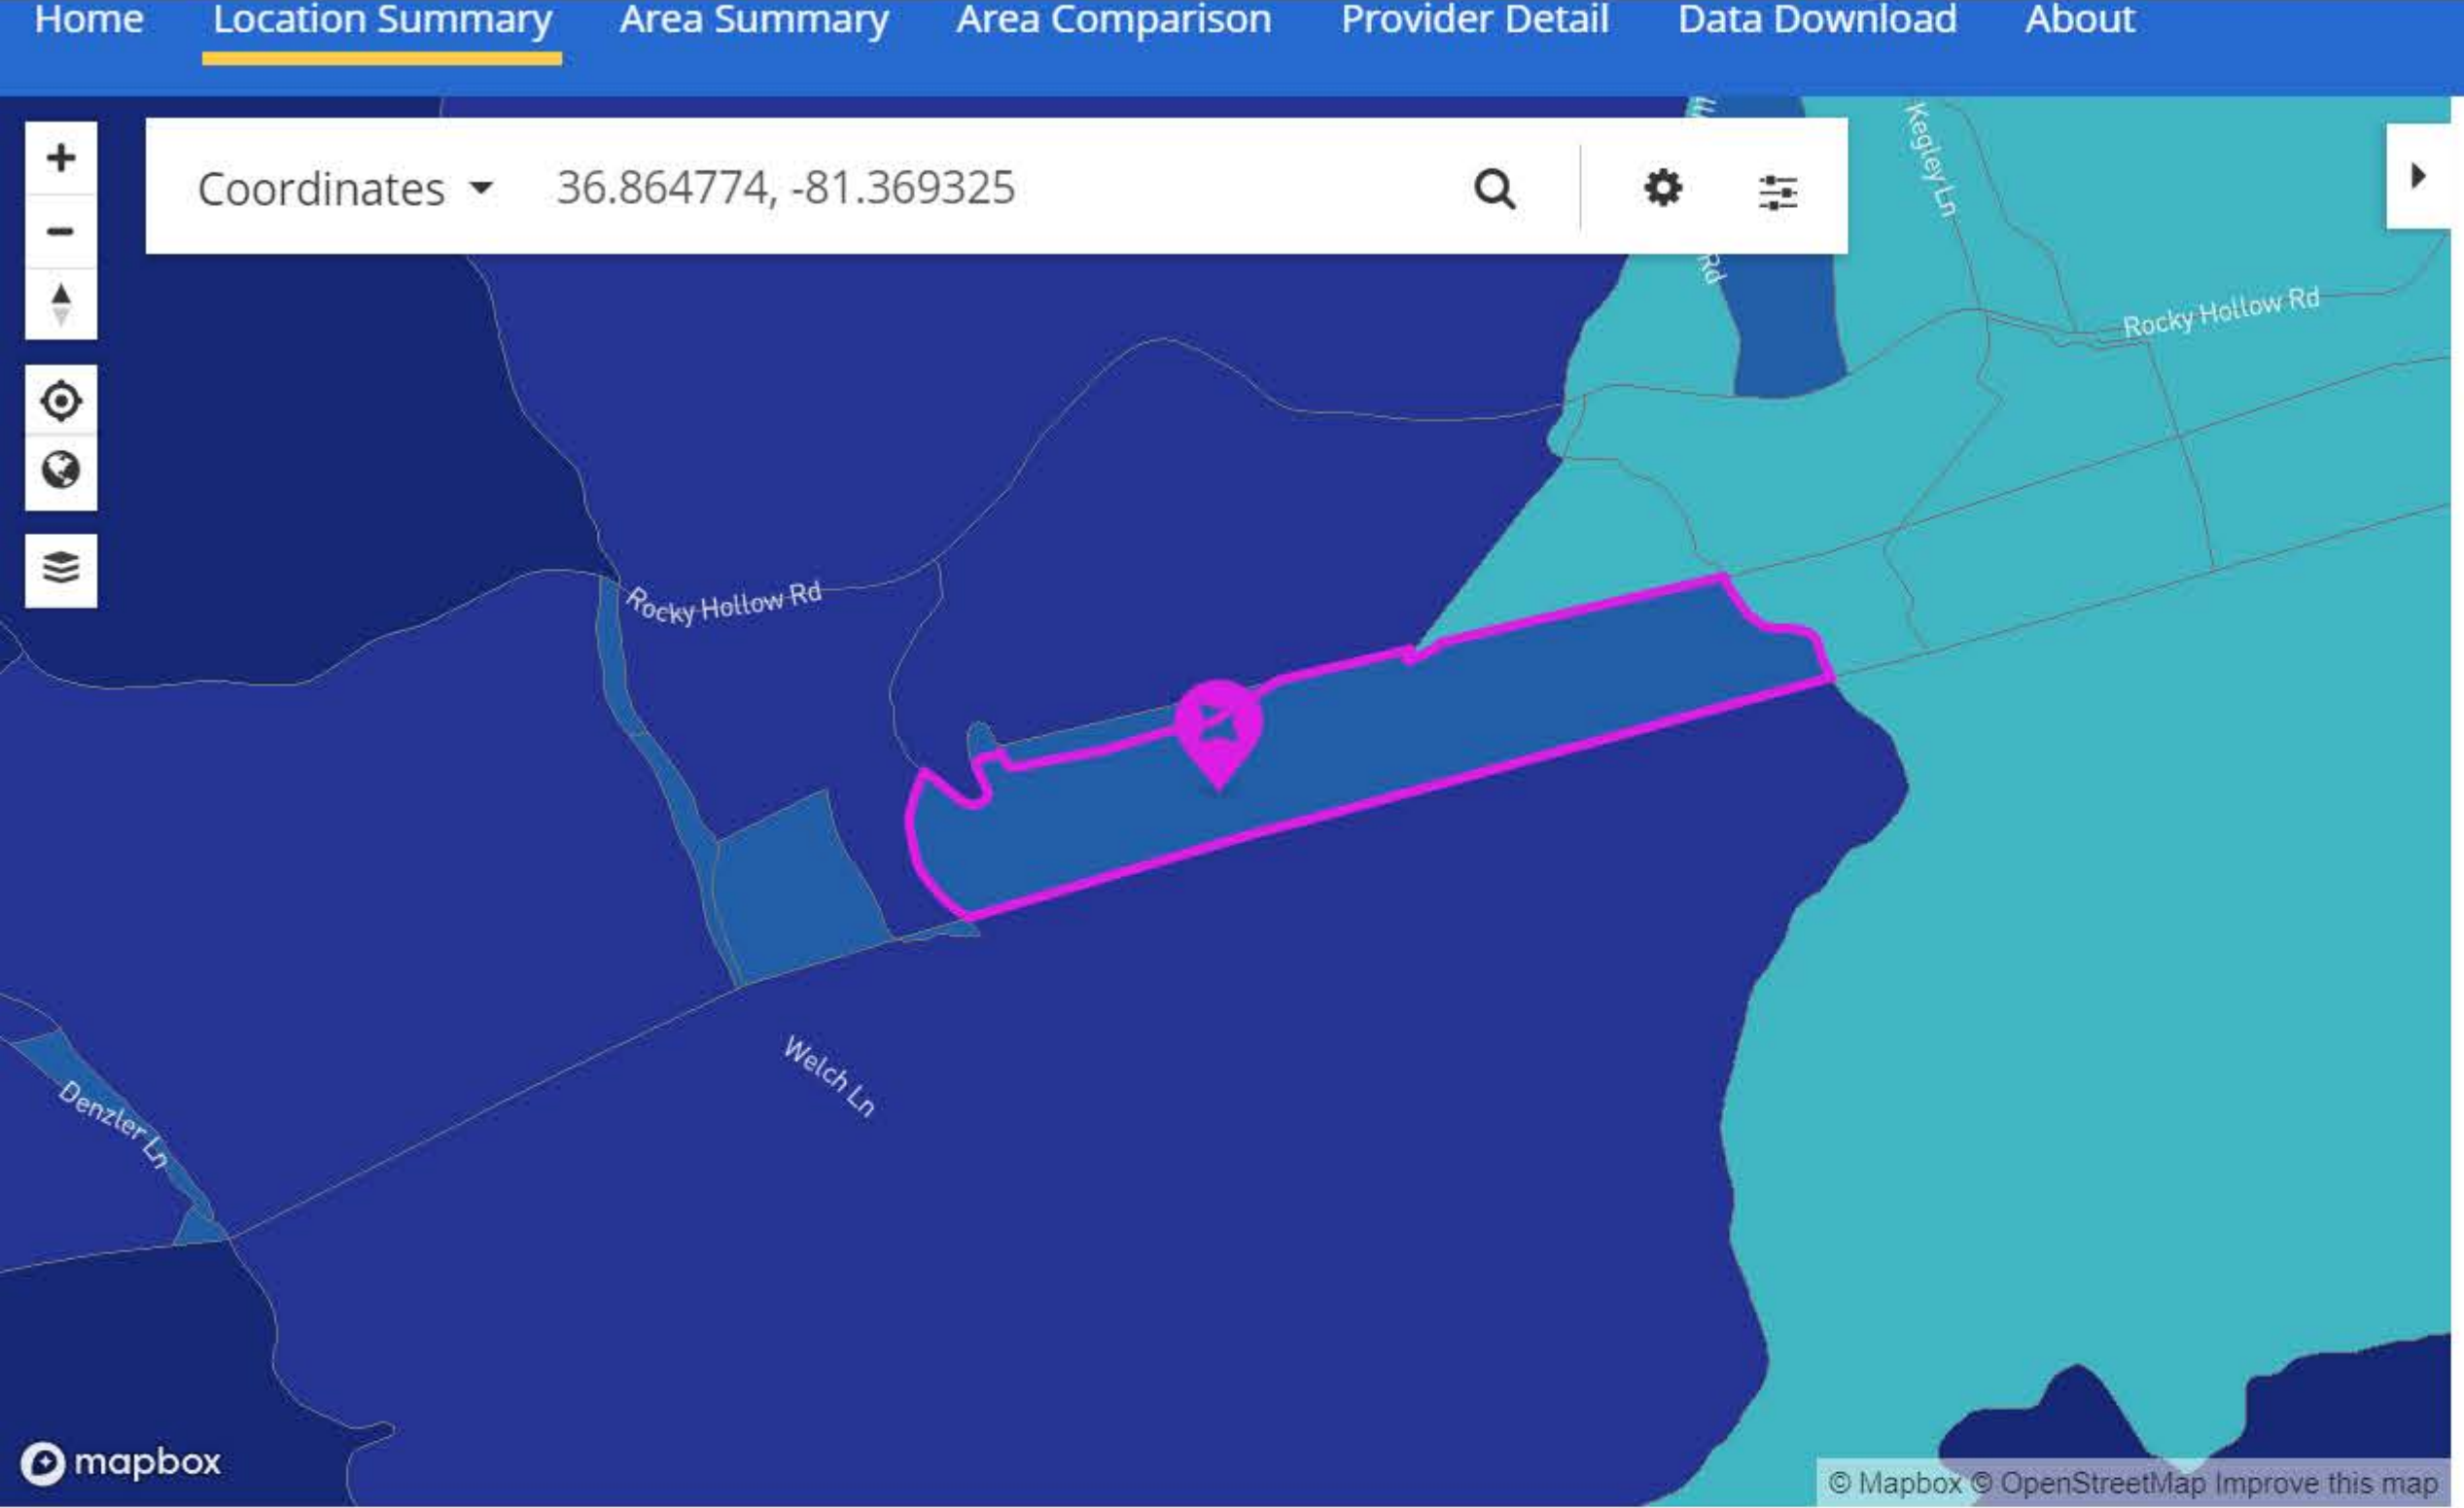 Home Location Summary Area Summary Area Comparison Provider Detail Data Download About
Coordinates 36.864774, -81.369325
Kegley Ln
Rd
Rocky Hollow Rd
Rocky Hollow Rd
Welch Ln
Denzler Ln
mapbox
© Mapbox © OpenStreetMap Improve this map